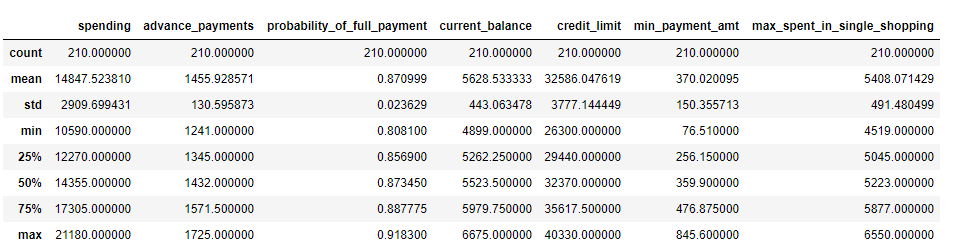 spending advance_payments probability_of_full_payment current_balance credit_limit min_payment_amt max_spent_in_single_shopping
count 210.000000 210.000000 210.000000 210.000000 210.000000 210.000000 210.000000
mean 14847.523810 1455.928571 0.870999 5628.533333 32586.047619 370.020095 5408.071429
std 2909.699431 130.595873 0.023629 443.063478 3777.144449 150.355713 491.480499
min 10590.000000 1241.000000 0.808100 4899.000000 26300.000000 76.510000 4519.000000
25% 12270.000000 1345.000000 0.856900 5262.250000 29440.000000 256.150000 5045.000000
50% 14355.000000 1432.000000 0.873450 5523.500000 32370.000000 359.900000 5223.000000
75% 17305.000000 1571.500000 0.887775 5979.750000 35617.500000 476.875000 5877.000000
max 21180.000000 1725.000000 0.918300 6675.000000 40330.000000 845.600000 6550.000000